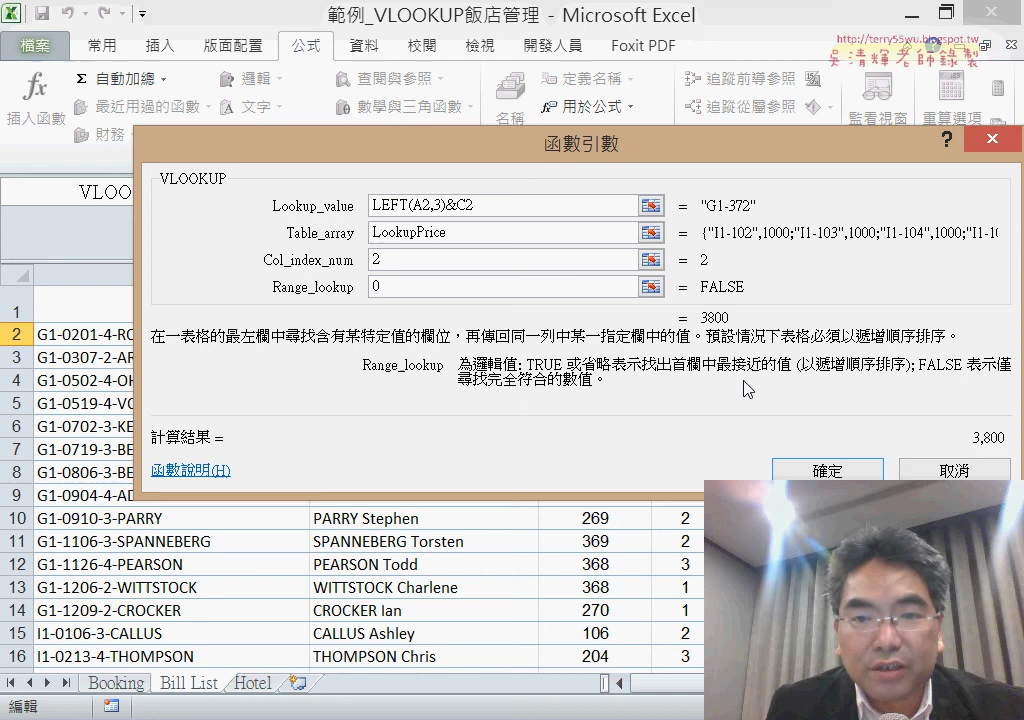 範例_VLOOKUP飯店管理 - Microsoft Excel
檔案 常用 插入 版面配置 公式 資料 校閱 檢視 開發人員 Foxit PDF
http://terry55wu.blogspot.tw
吳清輝老師錄製
fx 插入函數
Σ 自動加總 邏輯 查閱與參照 定義名稱 追蹤前導參照
最近用過的函數 文字 數學與三角函數 用於公式 追蹤從屬參照
財務 名稱 監看視窗 重算選項
函數引數
VLOO
VLOOKUP
Lookup_value LEFT(A2,3)&C2 = "G1-372"
Table_array LookupPrice = {"I1-102",1000;"I1-103",1000;"I1-104",1000;"I1-10
Col_index_num 2 = 2
Range_lookup 0 = FALSE
= 3800
在一表格的最左欄中尋找含有某特定值的欄位，再傳回同一列中某一指定欄中的值。預設情況下表格必須以遞增順序排序。
Range_lookup 為邏輯值: TRUE 或省略表示找出首欄中最接近的值 (以遞增順序排序); FALSE 表示僅
尋找完全符合的數值。
計算結果 = 3,800
函數說明(H) 確定 取消
1
2 G1-0201-4-RO
3 G1-0307-2-AR
4 G1-0502-4-OH
5 G1-0519-4-VO
6 G1-0702-3-KE
7 G1-0719-3-BE
8 G1-0806-3-BE
9 G1-0904-4-AD
10 G1-0910-3-PARRY PARRY Stephen 269 2
11 G1-1106-3-SPANNEBERG SPANNEBERG Torsten 369 2
12 G1-1126-4-PEARSON PEARSON Todd 368 3
13 G1-1206-2-WITTSTOCK WITTSTOCK Charlene 368 1
14 G1-1209-2-CROCKER CROCKER Ian 270 1
15 I1-0106-3-CALLUS CALLUS Ashley 106 2
16 I1-0213-4-THOMPSON THOMPSON Chris 204 3
Booking Bill List Hotel
編輯